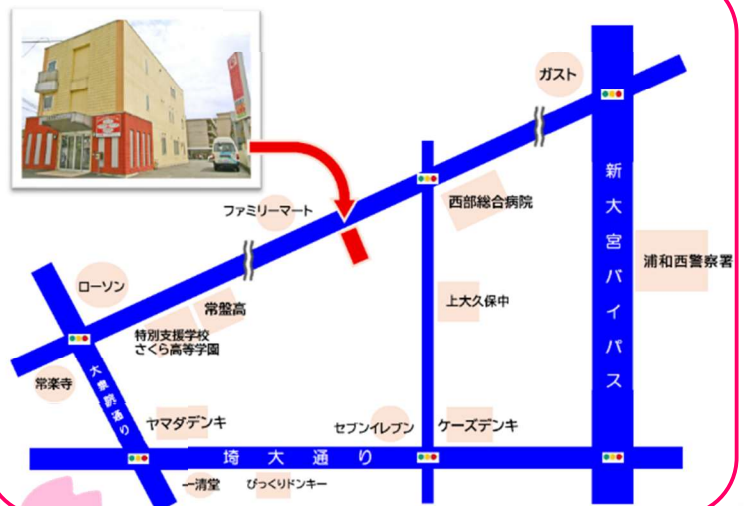 ガスト
新大宮バイパス
西部総合病院
ファミリーマート
浦和西警察署
ローソン
上大久保中
常盤高
特別支援学校
さくら高等学園
常楽寺
大泉院通り
ヤマダデンキ
セブンイレブン
ケーズデンキ
埼大通り
一清堂
びっくりドンキー